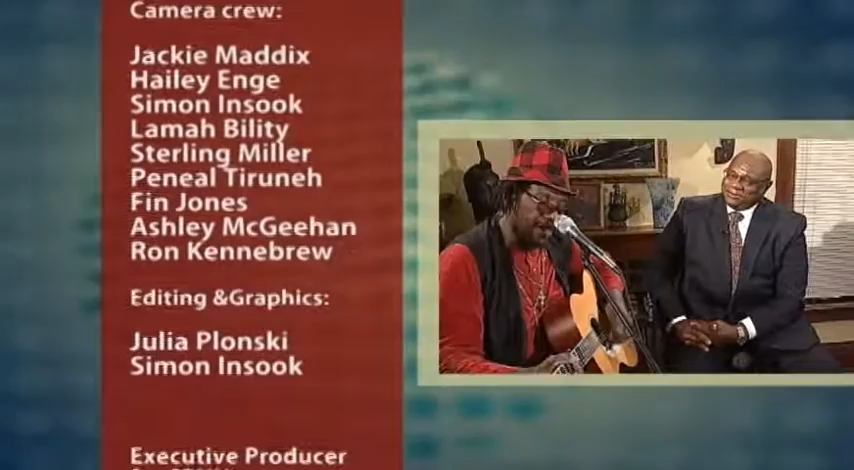 Camera crew:
Jackie Maddix
Hailey Enge
Simon Insook
Lamah Bility
Sterling Miller
Peneal Tiruneh
Fin Jones
Ashley McGeehan
Ron Kennebrew
Editing &Graphics:
Julia Plonski
Simon Insook
Executive Producer